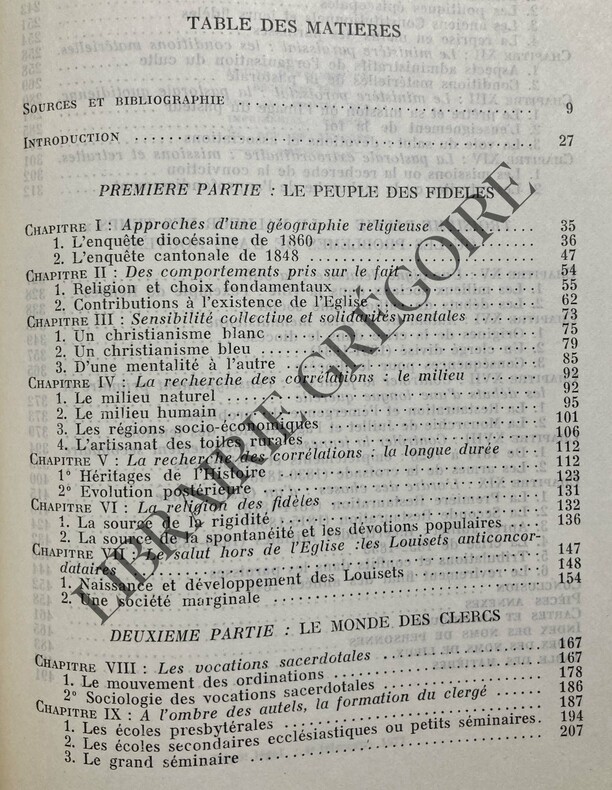 TABLE DES MATIERES
SOURCES ET BIBLIOGRAPHIE 9
INTRODUCTION 27
PREMIERE PARTIE : LE PEUPLE DES FIDELES
CHAPITRE I : Approches d'une géographie religieuse 35
1. L'enquête diocésaine de 1860 36
2. L'enquête cantonale de 1848 47
CHAPITRE II : Des comportements pris sur le fait 54
1. Religion et choix fondamentaux 55
2. Contributions à l'existence de l'Eglise 62
CHAPITRE III : Sensibilité collective et solidarités mentales 73
1. Un christianisme blanc 75
2. Un christianisme bleu 79
3. D'une mentalité à l'autre 85
CHAPITRE IV : La recherche des corrélations : le milieu 92
1. Le milieu naturel 92
2. Le milieu humain 95
3. Les régions socio-économiques 101
4. L'artisanat des toiles rurales 106
CHAPITRE V : La recherche des corrélations : la longue durée 112
1° Héritages de l'Histoire 112
2° Evolution postérieure 123
CHAPITRE VI : La religion des fidèles 131
1. La source de la rigidité 132
2. La source de la spontanéité et les dévotions populaires 136
CHAPITRE VII : Le salut hors de l'Eglise :les Louisets anticoncor-
dataires 147
1. Naissance et développement des Louisets 148
2. Une société marginale 154
DEUXIEME PARTIE : LE MONDE DES CLERCS
CHAPITRE VIII : Les vocations sacerdotales 167
1. Le mouvement des ordinations 167
2° Sociologie des vocations sacerdotales 178
CHAPITRE IX : A l'ombre des autels, la formation du clergé 186
1. Les écoles presbytérales 187
2. Les écoles secondaires ecclésiastiques ou petits séminaires. 194
3. Le grand séminaire 207
LIBRAIRIE GRÉGOIRE